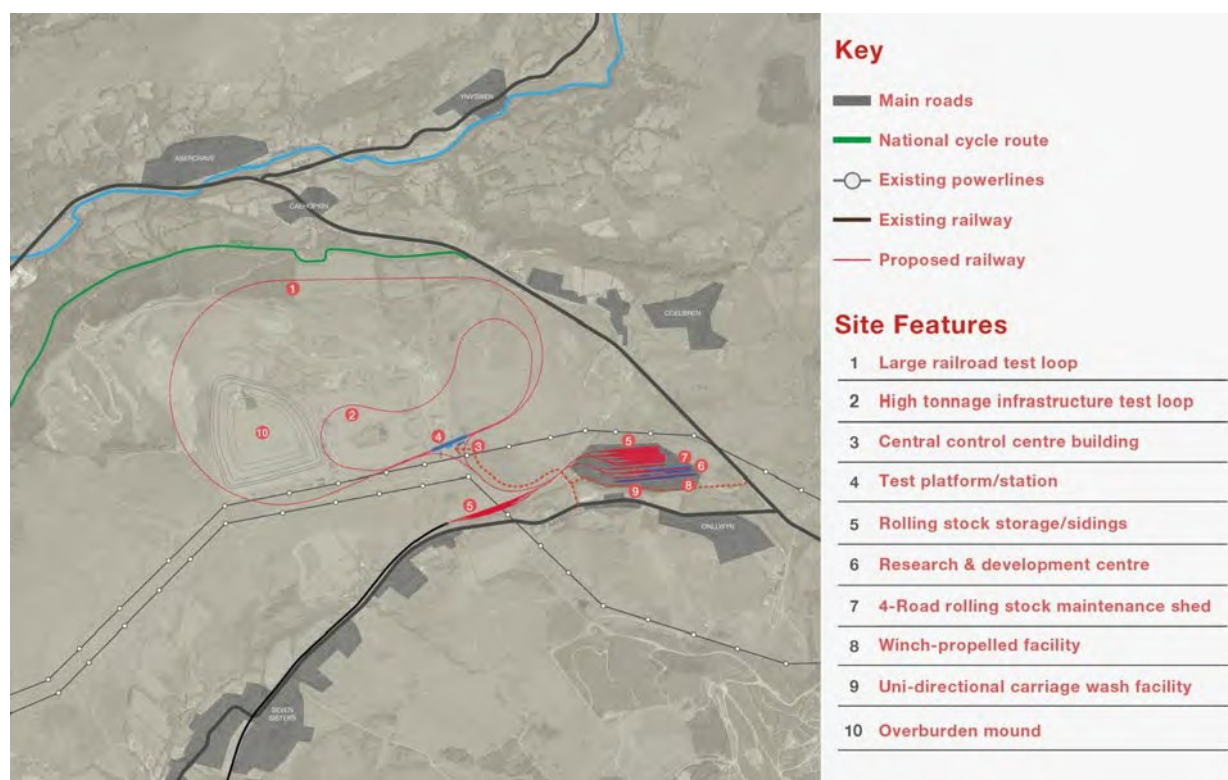 YNYSWEN
ABERCRAVE
CAEHOPKIN
COELBREN
1
2
10
4
3
5
7
6
8
9
ONLLWYN
5
SEVEN
SISTERS
Key
Main roads
National cycle route
Existing powerlines
Existing railway
Proposed railway
Site Features
1 Large railroad test loop
2 High tonnage infrastructure test loop
3 Central control centre building
4 Test platform/station
5 Rolling stock storage/sidings
6 Research & development centre
7 4-Road rolling stock maintenance shed
8 Winch-propelled facility
9 Uni-directional carriage wash facility
10 Overburden mound